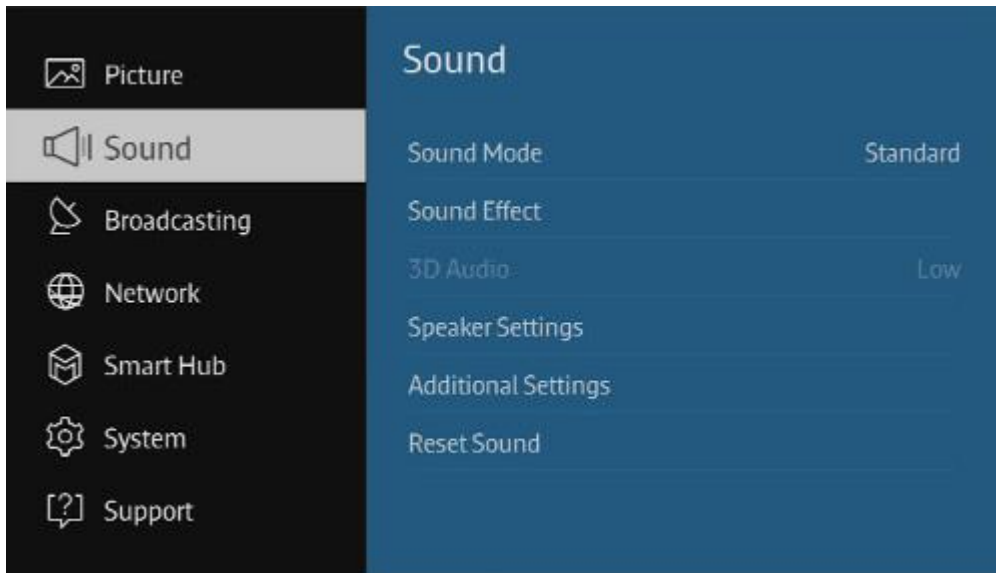 Picture
Sound
Broadcasting
Network
Smart Hub
System
Support
Sound
Sound Mode Standard
Sound Effect
3D Audio Low
Speaker Settings
Additional Settings
Reset Sound